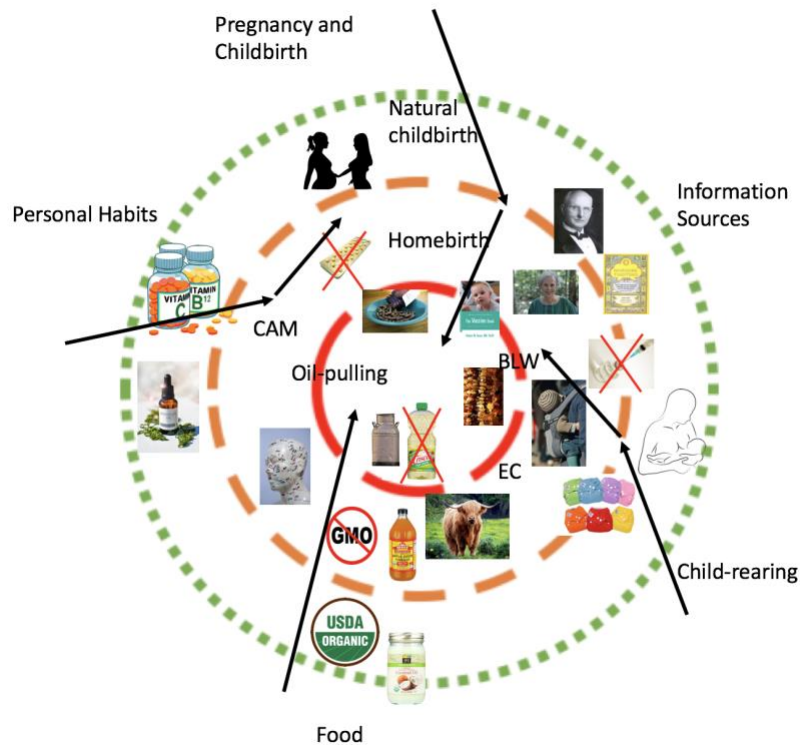 Pregnancy and
Childbirth
Natural
childbirth
Information
Sources
Personal Habits
Homebirth
VITAMIN
C
VITAMIN
B12
CAM
BLW
Oil-pulling
EC
GMO
Child-rearing
USDA
ORGANIC
Food